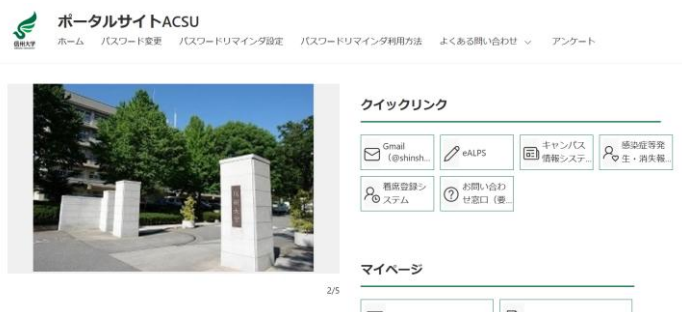 ポータルサイトACSU
信州大学
ホーム パスワード変更 パスワードリマインダ設定 パスワードリマインダ利用方法 よくある問い合わせ アンケート
クイックリンク
Gmail
（@shinsh...
eALPS
キャンパス
情報システ...
感染症等発
生・消失報...
着席登録シ
ステム
お問い合わ
せ窓口（要...
2/5
マイページ